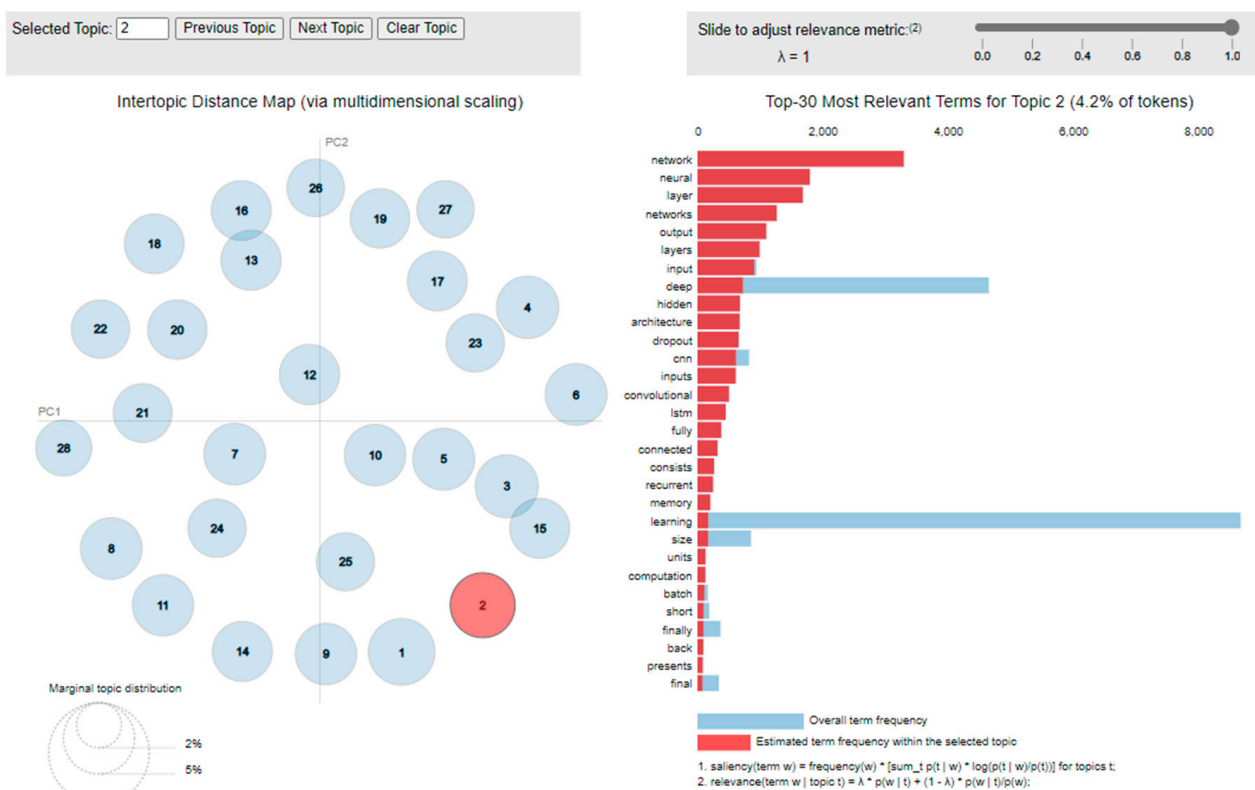 Selected Topic: 2 Previous Topic Next Topic Clear Topic
Slide to adjust relevance metric:(2)
λ = 1
0.0 0.2 0.4 0.6 0.8 1.0
Intertopic Distance Map (via multidimensional scaling)
PC2
PC1
26
16
19
27
18
13
17
4
22
20
23
12
6
21
28
7
10
5
3
24
15
8
25
11
2
14
9
1
Marginal topic distribution
2%
5%
Top-30 Most Relevant Terms for Topic 2 (4.2% of tokens)
0 2,000 4,000 6,000 8,000
network
neural
layer
networks
output
layers
input
deep
hidden
architecture
dropout
cnn
inputs
convolutional
lstm
fully
connected
consists
recurrent
memory
learning
size
units
computation
batch
short
finally
back
presents
final
Overall term frequency
Estimated term frequency within the selected topic
1. saliency(term w) = frequency(w) * [sum_t p(t | w) * log(p(t | w)/p(t))] for topics t;
2. relevance(term w | topic t) = λ * p(w | t) + (1 - λ) * p(w | t)/p(w);